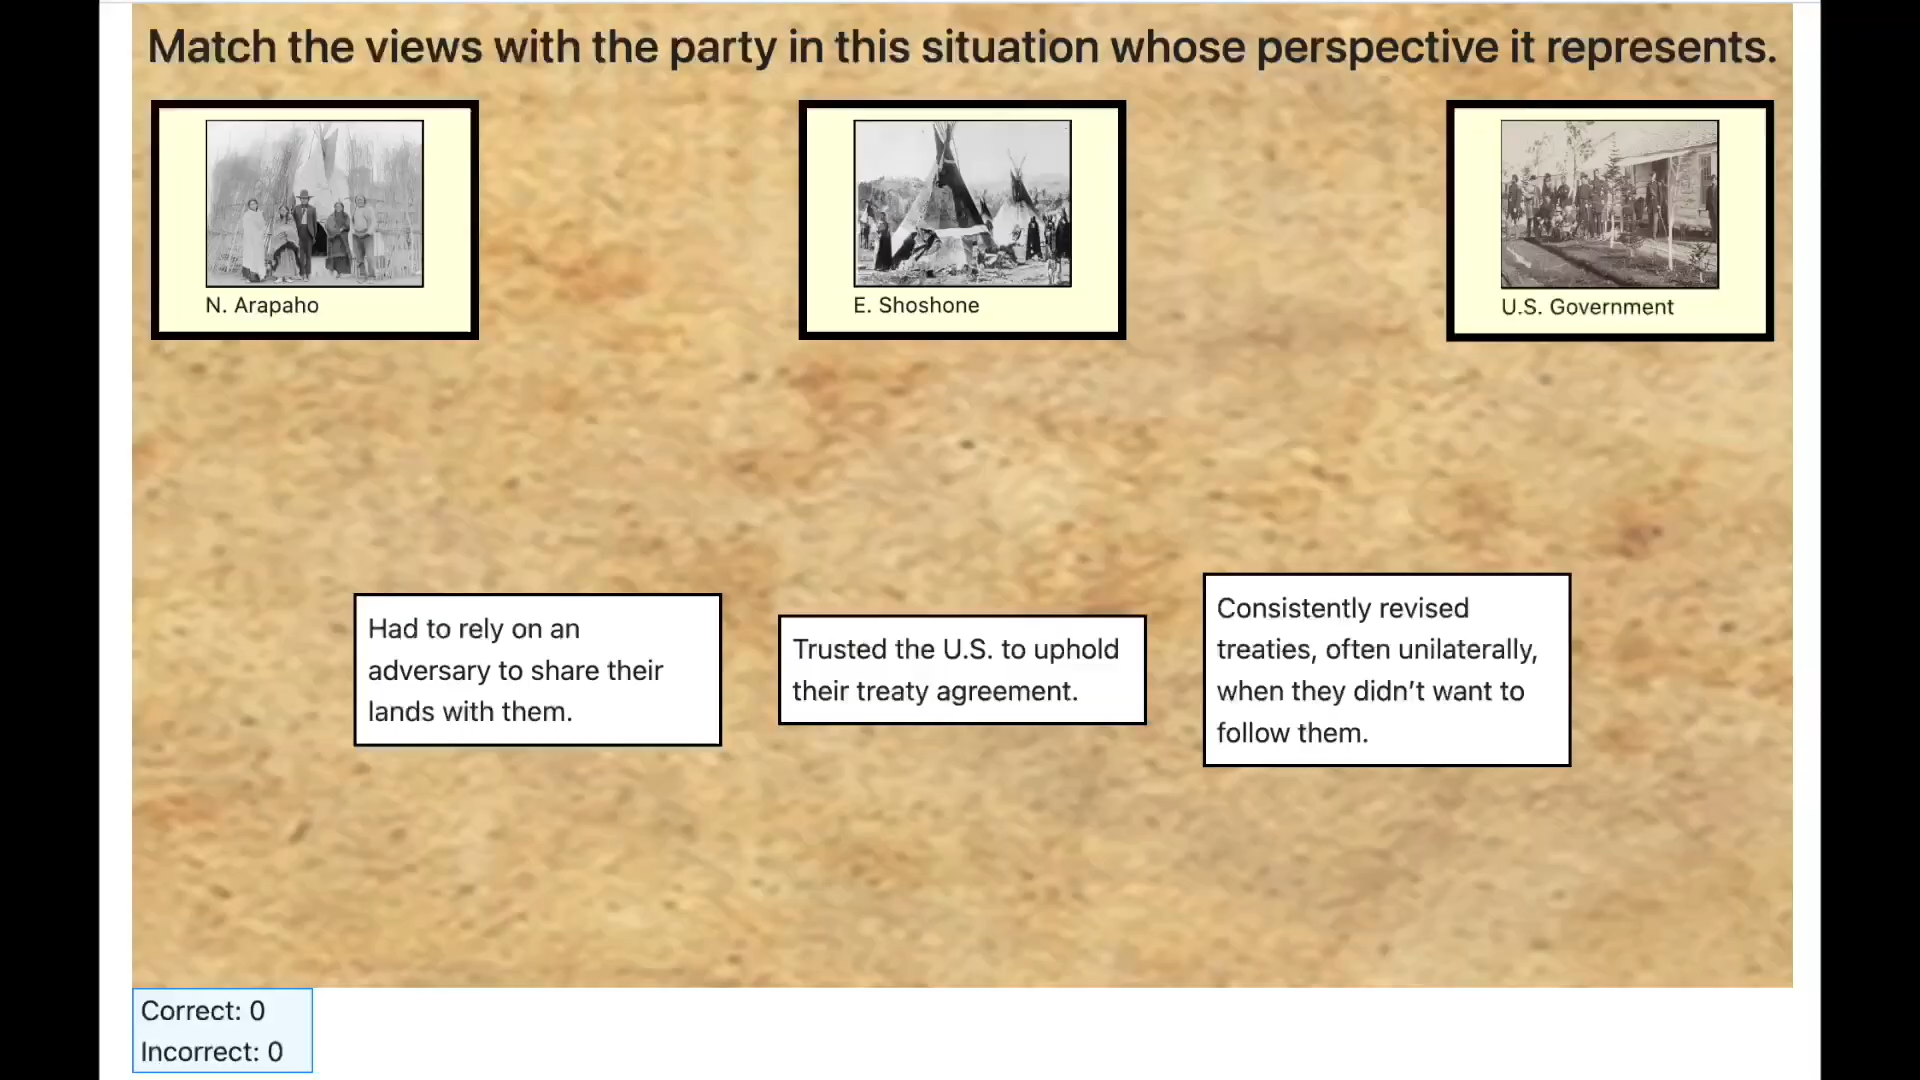 Match the views with the party in this situation whose perspective it represents.
N. Arapaho
E. Shoshone
U.S. Government
Had to rely on an
adversary to share their
lands with them.
Trusted the U.S. to uphold
their treaty agreement.
Consistently revised
treaties, often unilaterally,
when they didn’t want to
follow them.
Correct: 0
Incorrect: 0